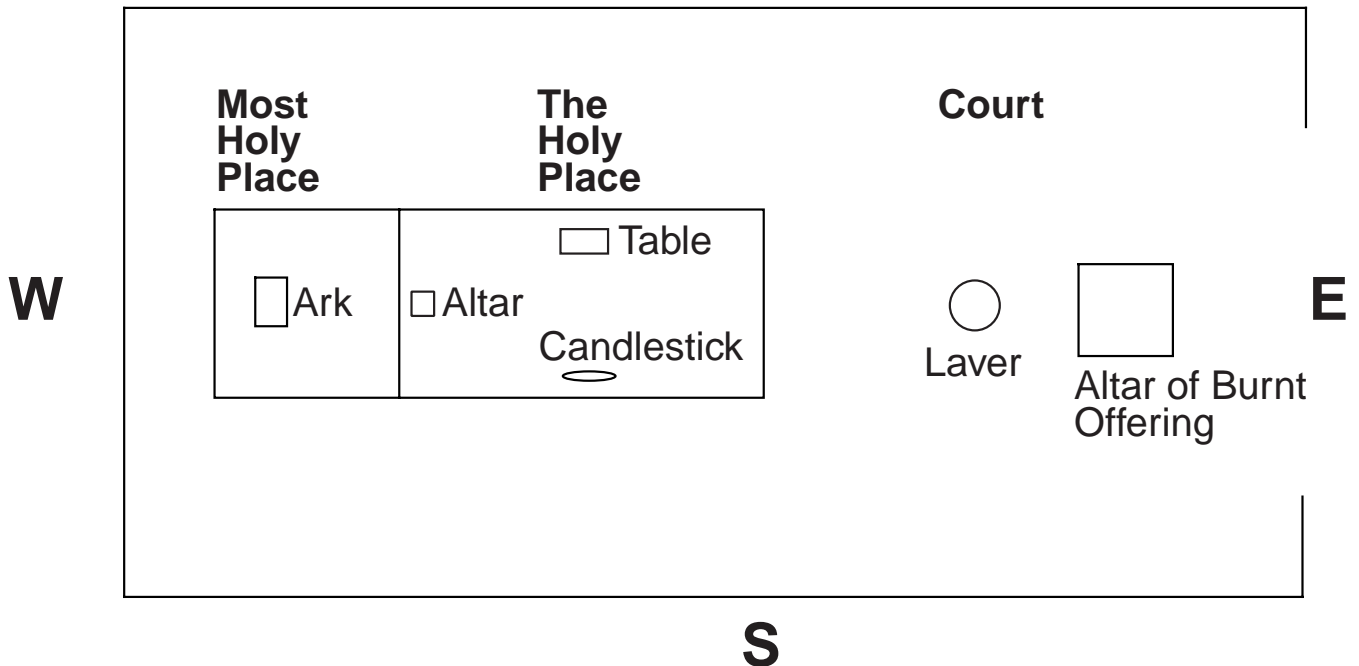 Most
Holy
Place
The
Holy
Place
Court
Table
W
Ark
Altar
E
Candlestick
Laver
Altar of Burnt
Offering
S